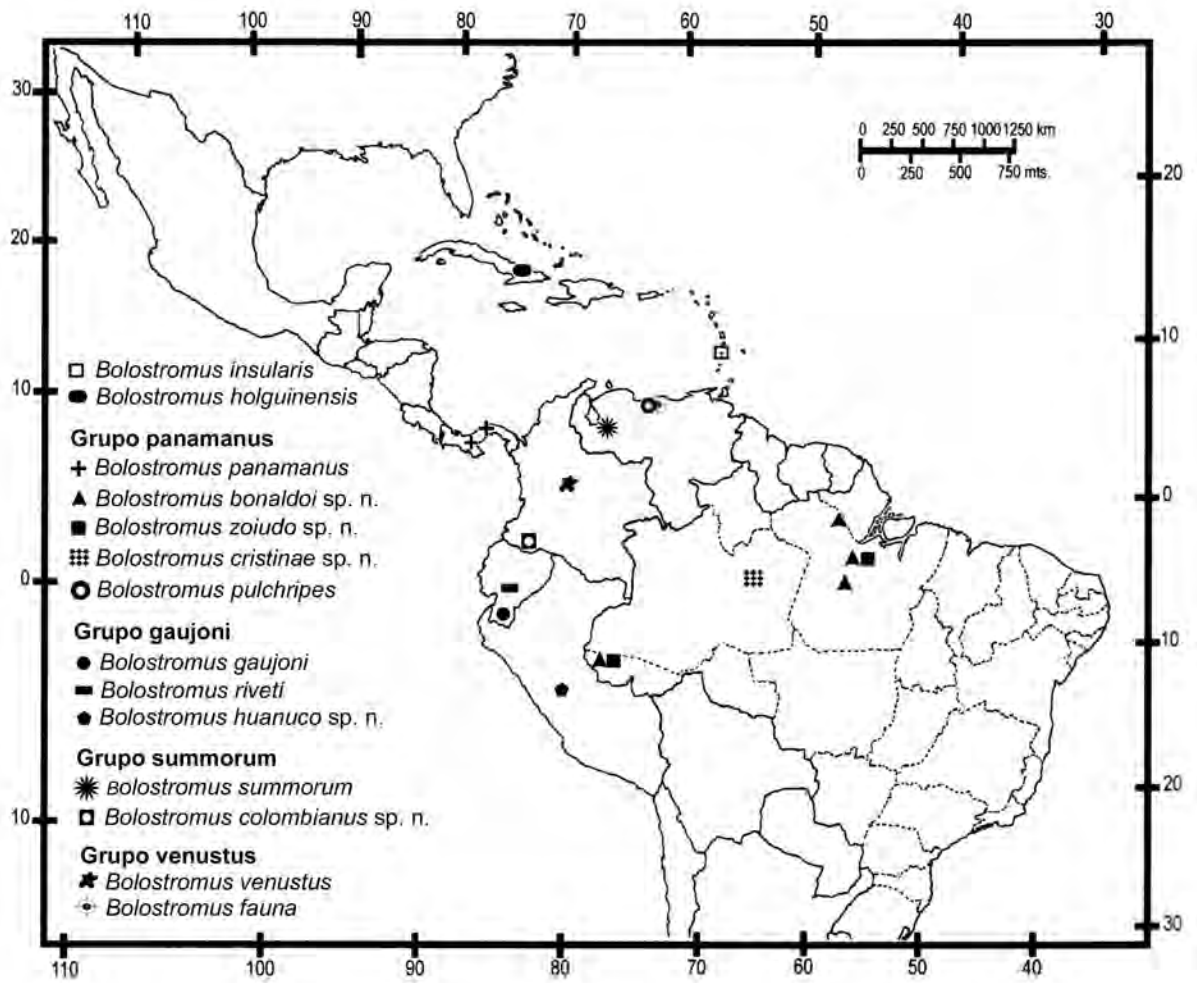 110 80 70 60 50 40 30
30
20
10
0
10
20
10
0
10
20
30
0 250 500 750 1000 1250 km
0 250 500 750 mts.
□ Bolostromus insularis
Bolostromus holguinensis
Grupo panamanus
+ Bolostromus panamanus
▲ Bolostromus bonaldoi sp. n.
■ Bolostromus zoiudo sp. n.
Bolostromus cristinae sp. n.
Bolostromus pulchripes
Grupo gaujoni
● Bolostromus gaujoni
Bolostromus riveti
Bolostromus huanuco sp. n.
Grupo summorum
Bolostromus summorum
Bolostromus colombianus sp. n.
Grupo venustus
Bolostromus venustus
Bolostromus fauna
110 100 90 80 70 60 50 40